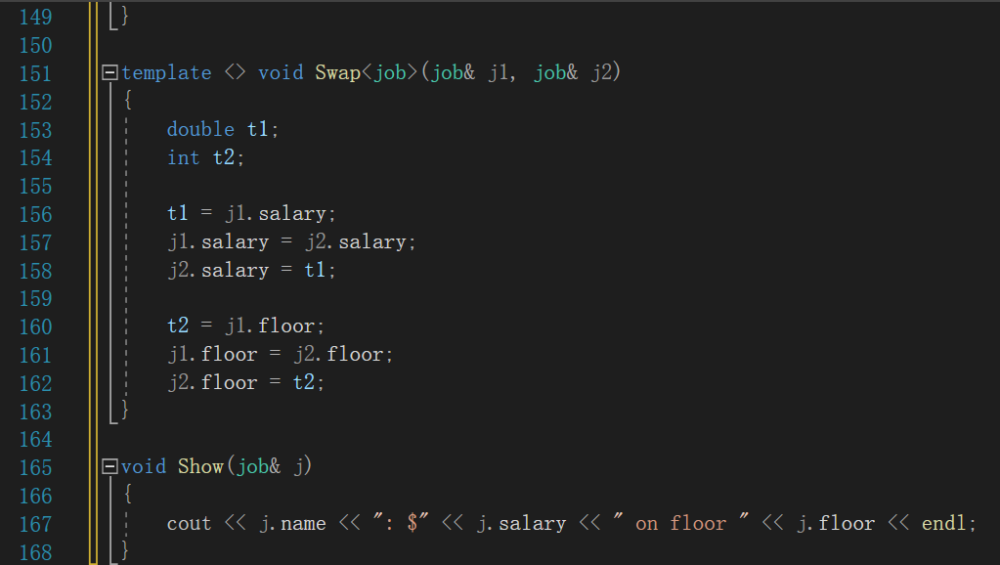 149 }
150
151 template <> void Swap<job>(job& j1, job& j2)
152 {
153 double t1;
154 int t2;
155
156 t1 = j1.salary;
157 j1.salary = j2.salary;
158 j2.salary = t1;
159
160 t2 = j1.floor;
161 j1.floor = j2.floor;
162 j2.floor = t2;
163 }
164
165 void Show(job& j)
166 {
167 cout << j.name << ": $" << j.salary << " on floor " << j.floor << endl;
168 }